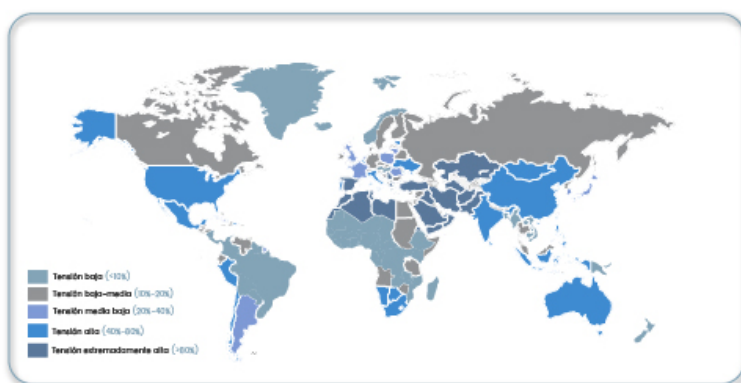 Tensión baja (<10%)
Tensión baja-media (10%-20%)
Tensión media baja (20%-40%)
Tensión alta (40%-80%)
Tensión extremadamente alta (>80%)